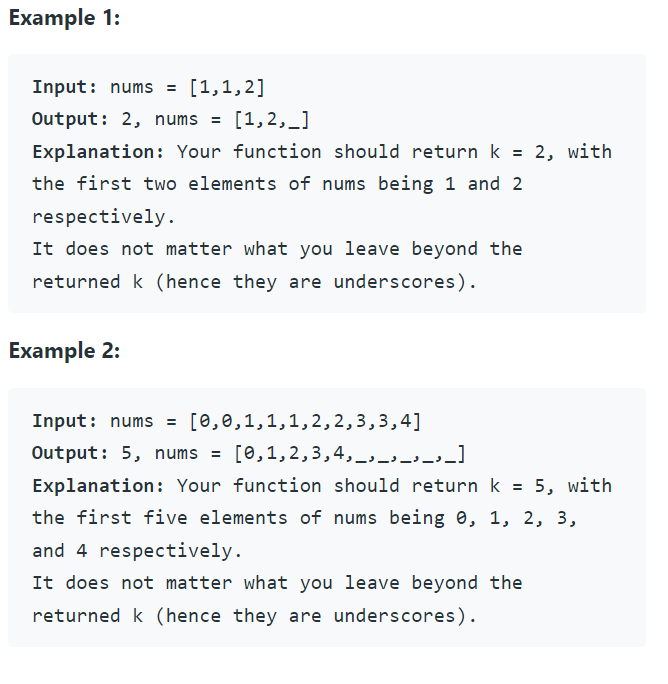 Example 1:
Input: nums = [1,1,2]
Output: 2, nums = [1,2,_]
Explanation: Your function should return k = 2, with
the first two elements of nums being 1 and 2
respectively.
It does not matter what you leave beyond the
returned k (hence they are underscores).
Example 2:
Input: nums = [0,0,1,1,1,2,2,3,3,4]
Output: 5, nums = [0,1,2,3,4,_,_,_,_,_]
Explanation: Your function should return k = 5, with
the first five elements of nums being 0, 1, 2, 3,
and 4 respectively.
It does not matter what you leave beyond the
returned k (hence they are underscores).